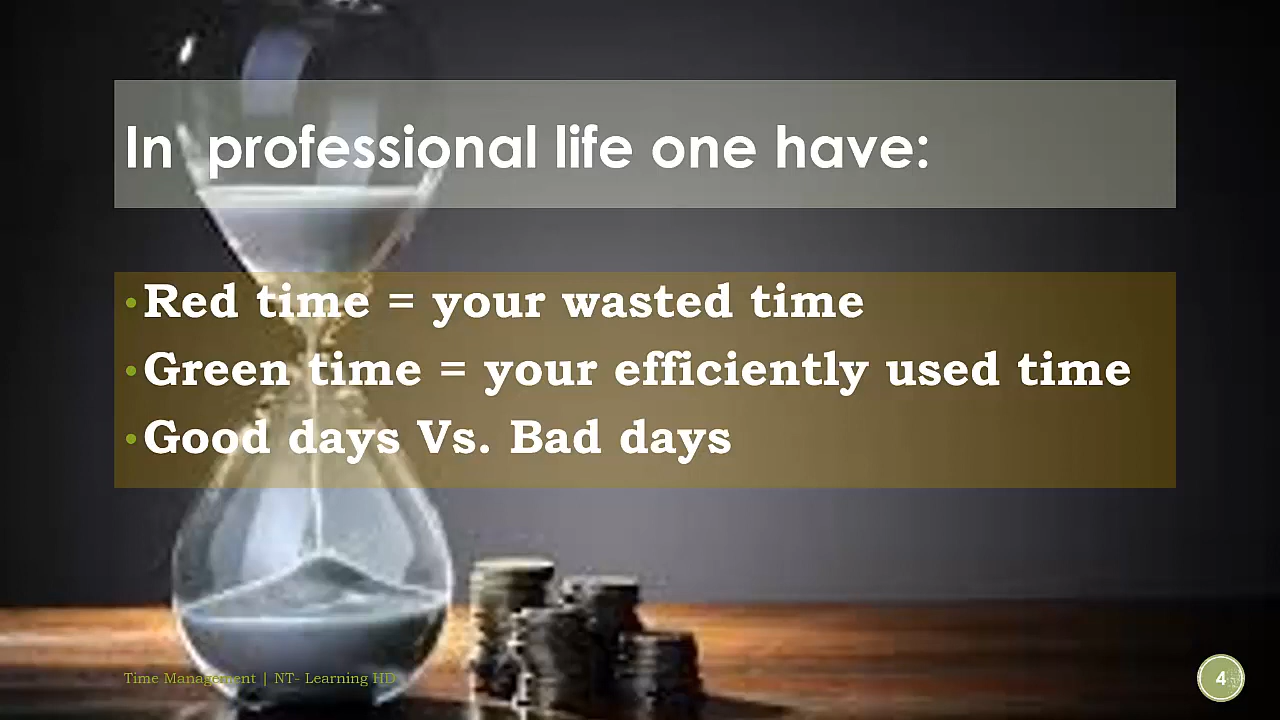 In  professional life one have:
•Red time = your wasted time
•Green time = your efficiently used time
•Good days Vs. Bad days
Time Management | NT- Learning HD
4